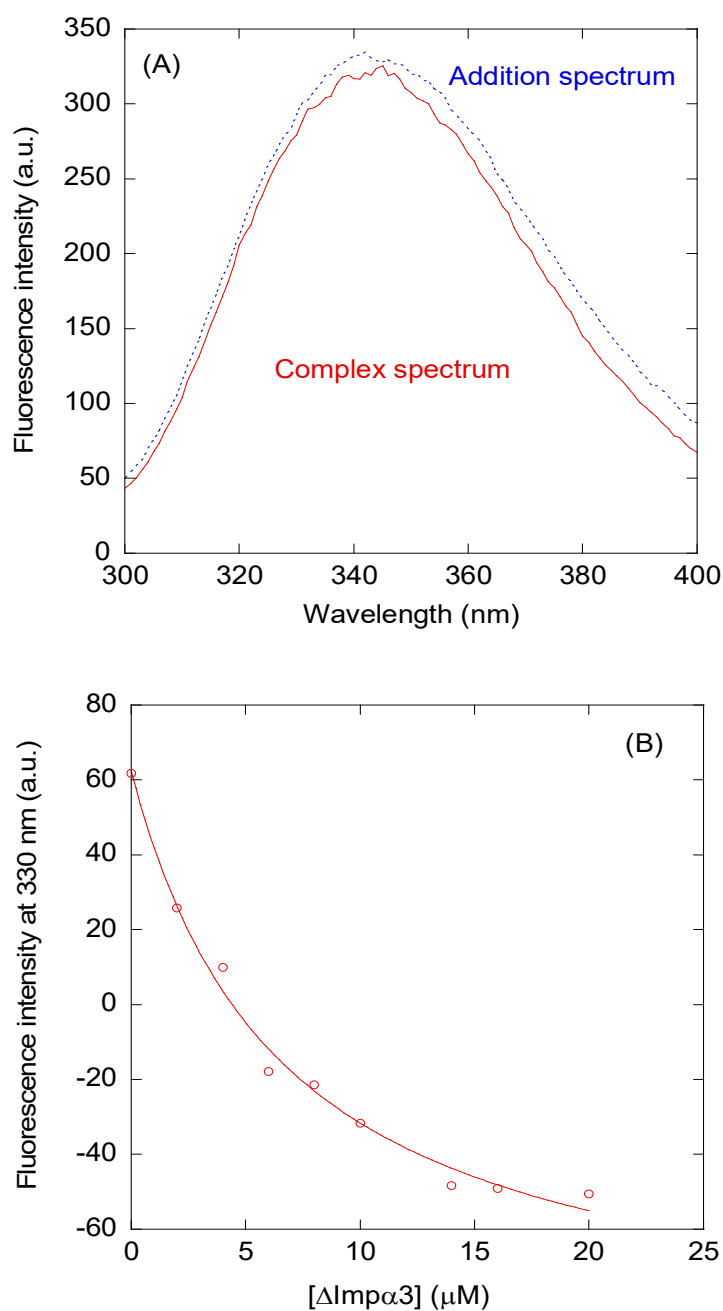 (A)
Addition spectrum
Complex spectrum
Fluorescence intensity (a.u.)
350
300
250
200
150
100
50
0
300 320 340 360 380 400
Wavelength (nm)
(B)
Fluorescence intensity at 330 nm (a.u.)
80
60
40
20
0
-20
-40
-60
0 5 10 15 20 25
[ΔImpα3] (μM)